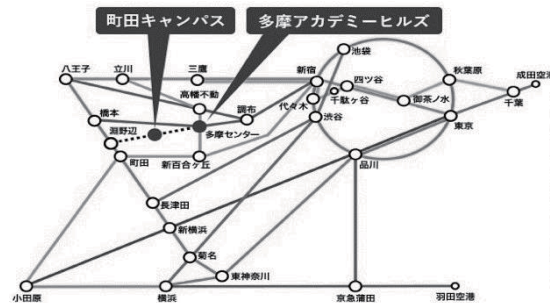 町田キャンパス
多摩アカデミーヒルズ
池袋
八王子
立川
三鷹
新宿
四ツ谷
秋葉原
成田空港
高幡不動
代々木
千駄ヶ谷
御茶ノ水
千葉
橋本
調布
渋谷
東京
淵野辺
多摩センター
町田
新百合ヶ丘
品川
長津田
新横浜
菊名
東神奈川
小田原
横浜
京急蒲田
羽田空港